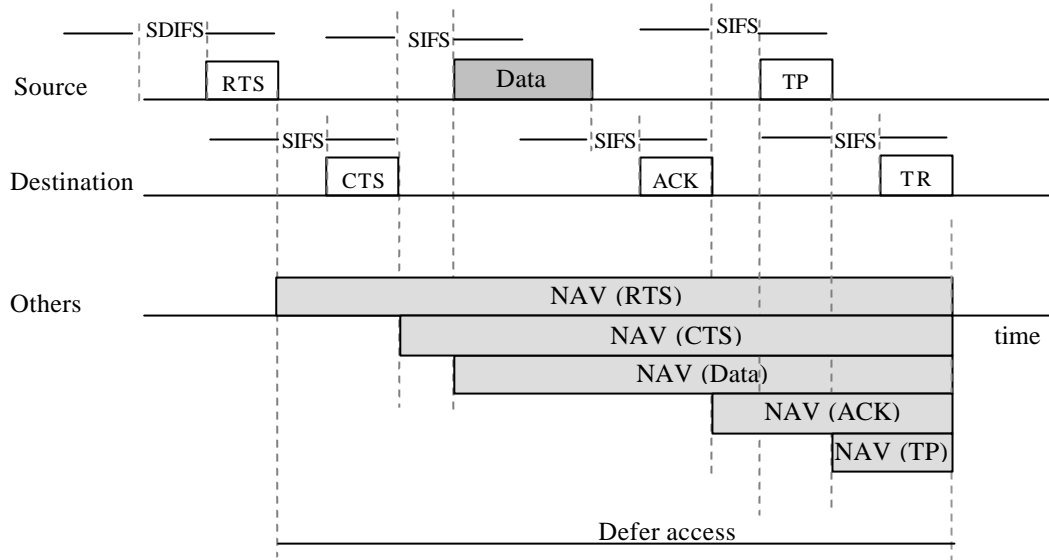 SDIFS
SIFS
SIFS
Source
RTS
Data
TP
SIFS
SIFS
SIFS
Destination
CTS
ACK
TR
Others
NAV (RTS)
time
NAV (CTS)
NAV (Data)
NAV (ACK)
NAV (TP)
Defer access